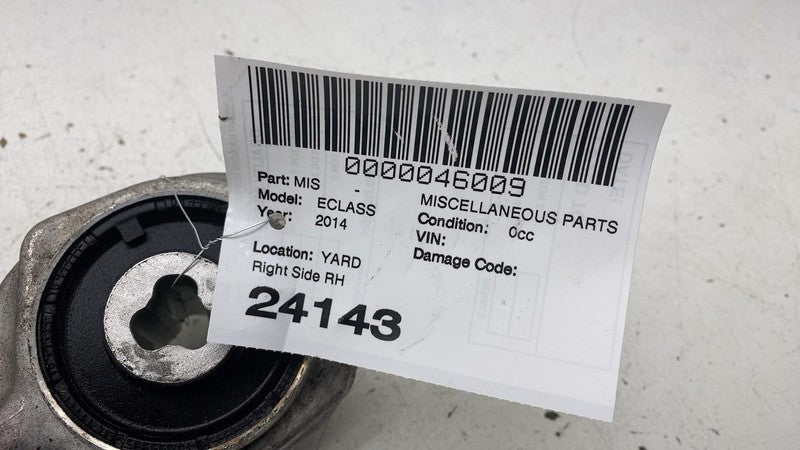 0000046009
Part: MIS - MISCELLANEOUS PARTS
Model: ECLASS Condition: 0cc
Year: 2014 VIN:
Damage Code:
Location: YARD
Right Side RH
24143